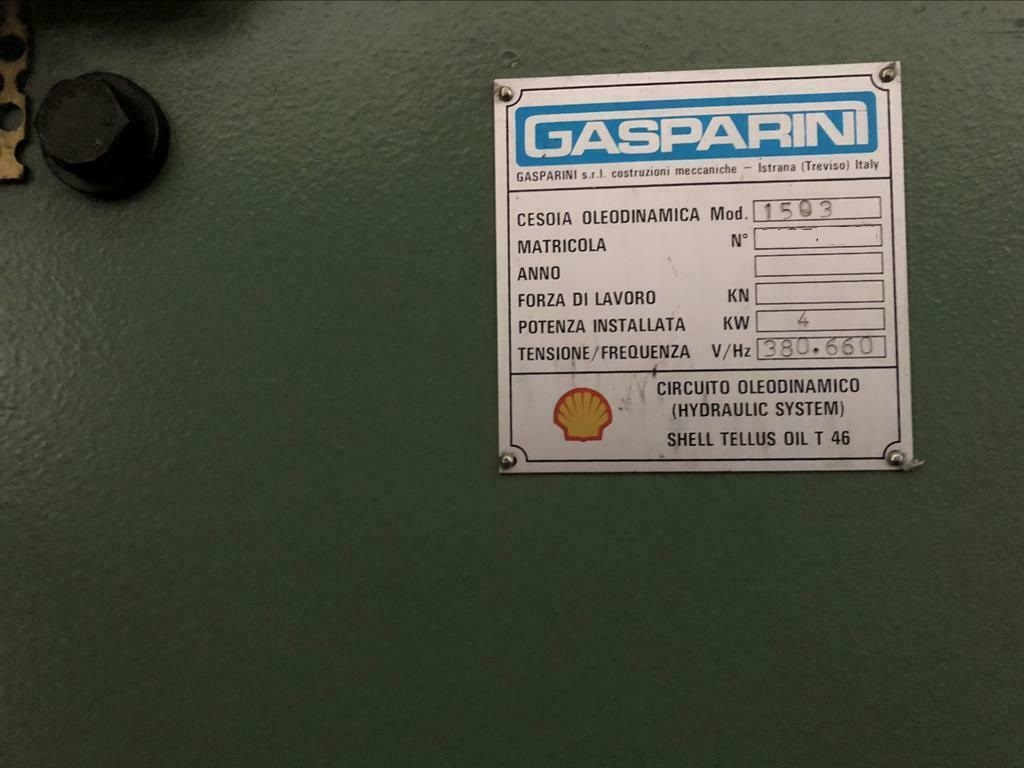 GASPARINI
GASPARINI s.r.l. costruzioni meccaniche – Istrana (Treviso) Italy
CESOIA OLEODINAMICA Mod. 1503
MATRICOLA N°
ANNO
FORZA DI LAVORO KN
POTENZA INSTALLATA KW 4
TENSIONE/FREQUENZA V/Hz 380.660
CIRCUITO OLEODINAMICO
(HYDRAULIC SYSTEM)
SHELL TELLUS OIL T 46